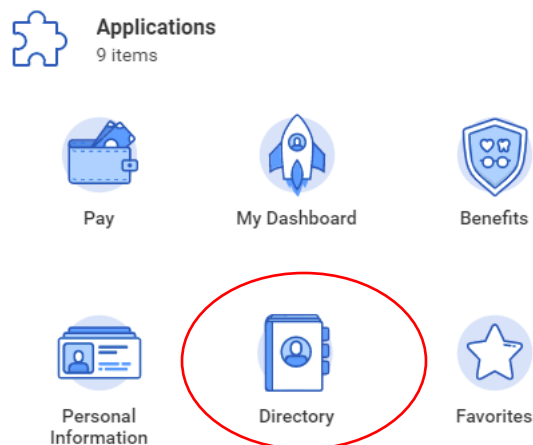 Applications
9 items
Pay
My Dashboard
Benefits
Personal
Information
Directory
Favorites